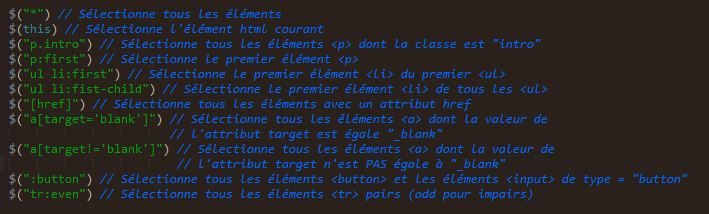 $("*") // Sélectionne tous les éléments
$(this) // Sélectionne l'élément html courant
$("p.intro") // Sélectionne tous les éléments <p> dont la classe est "intro"
$("p:first") // Sélectionne le premier élément <p>
$("ul li:first") // Sélectionne le premier élément <li> du premier <ul>
$("ul li:fist-child") // Sélectionne le premier élément <li> de tous les <ul>
$("[href]") // Sélectionne tous les éléments avec un attribut href
$("a[target='blank']") // Sélectionne tous les éléments <a> dont la valeur de
// l'attribut target est égale "_blank"
$("a[target!='blank']") // Sélectionne tous les éléments <a> dont la valeur de
// l'attribut target n'est PAS égale à "_blank"
$(":button") // Sélectionne tous les éléments <button> et les éléments <input> de type = "button"
$("tr:even") // Sélectionne tous les éléments <tr> pairs (odd pour impairs)